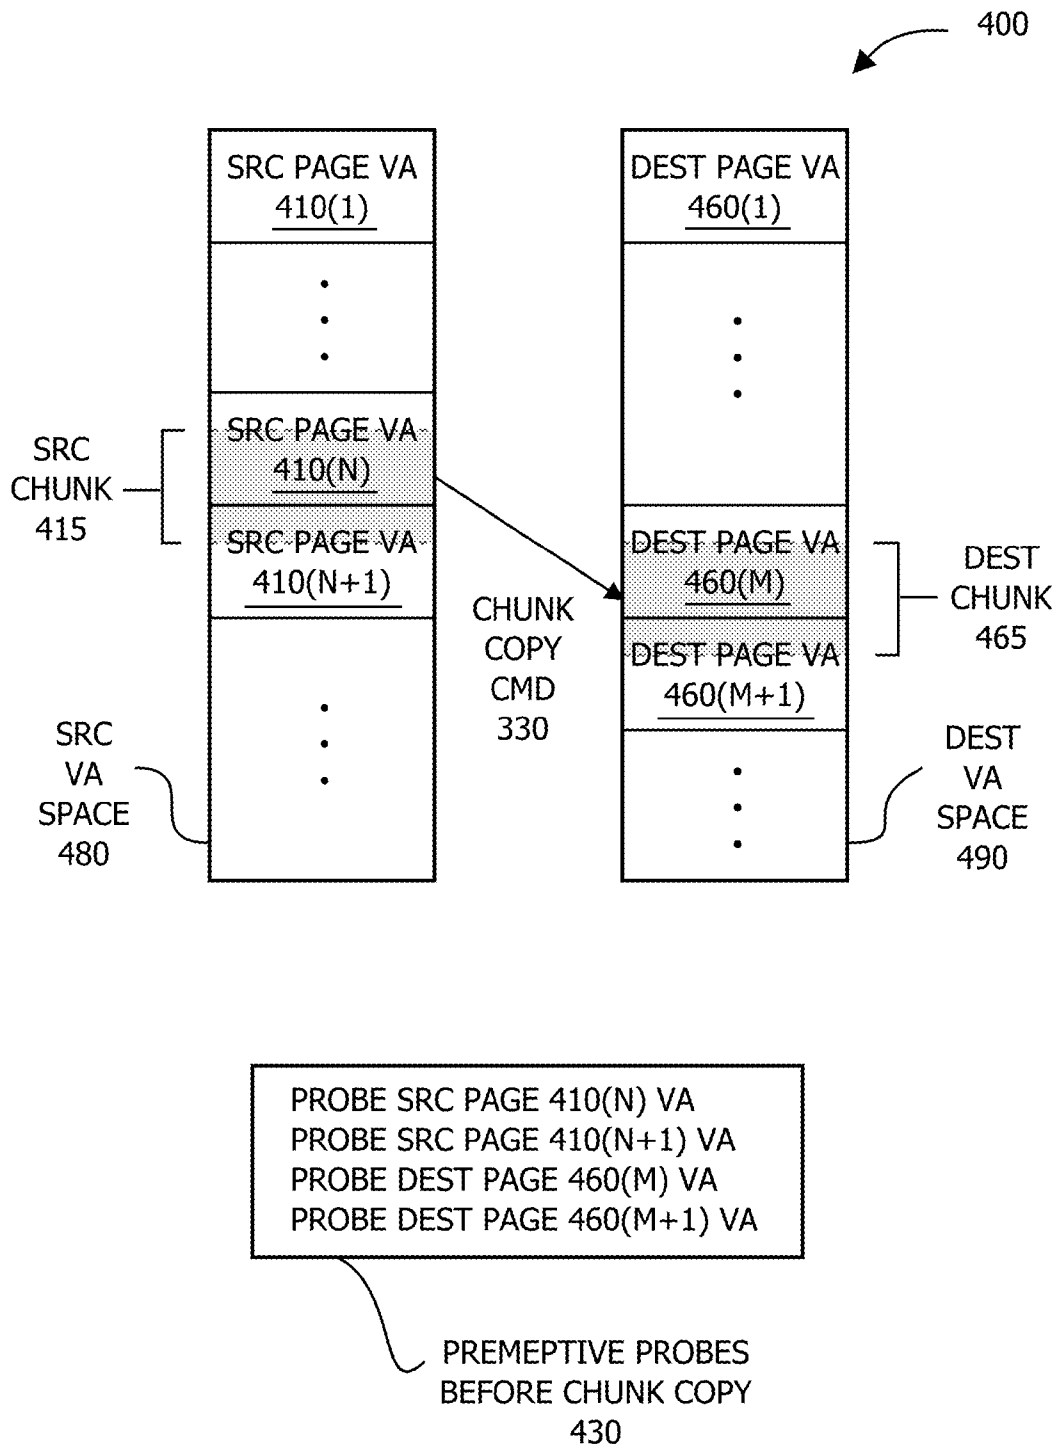 400
SRC PAGE VA
410(1)
DEST PAGE VA
460(1)
SRC
CHUNK
415
SRC PAGE VA
410(N)
SRC PAGE VA
410(N+1)
CHUNK
COPY
CMD
330
DEST PAGE VA
460(M)
DEST PAGE VA
460(M+1)
DEST
CHUNK
465
SRC
VA
SPACE
480
DEST
VA
SPACE
490
PROBE SRC PAGE 410(N) VA
PROBE SRC PAGE 410(N+1) VA
PROBE DEST PAGE 460(M) VA
PROBE DEST PAGE 460(M+1) VA
PREMEPTIVE PROBES
BEFORE CHUNK COPY
430